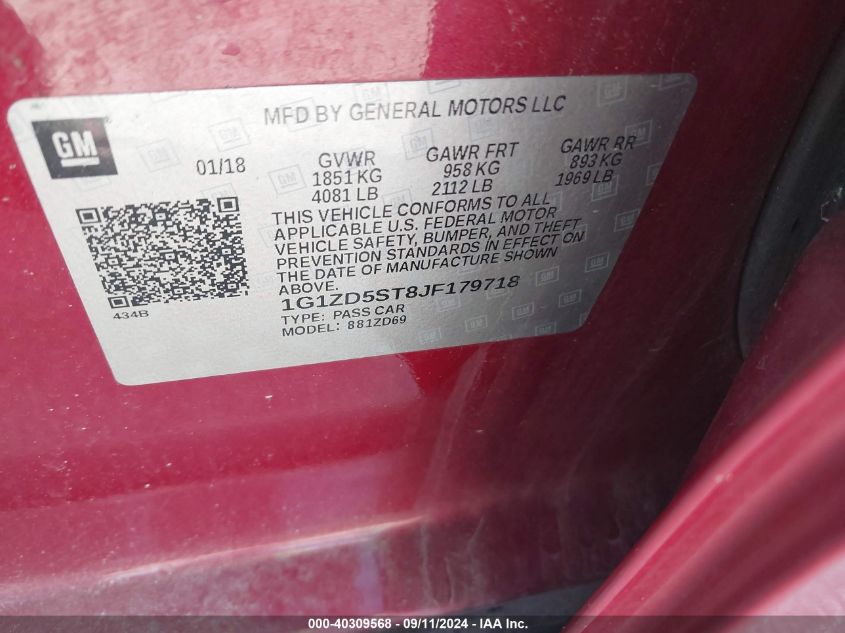 MFD BY GENERAL MOTORS LLC
GM
01/18
GVWR
1851 KG
4081 LB
GAWR FRT
958 KG
2112 LB
GAWR RR
893 KG
1969 LB
THIS VEHICLE CONFORMS TO ALL
APPLICABLE U.S. FEDERAL MOTOR
VEHICLE SAFETY, BUMPER, AND THEFT
PREVENTION STANDARDS IN EFFECT ON
THE DATE OF MANUFACTURE SHOWN
ABOVE.
434B
1G1ZD5ST8JF179718
TYPE: PASS CAR
MODEL: 881ZD69
000-40309568 - 09/11/2024 - IAA Inc.